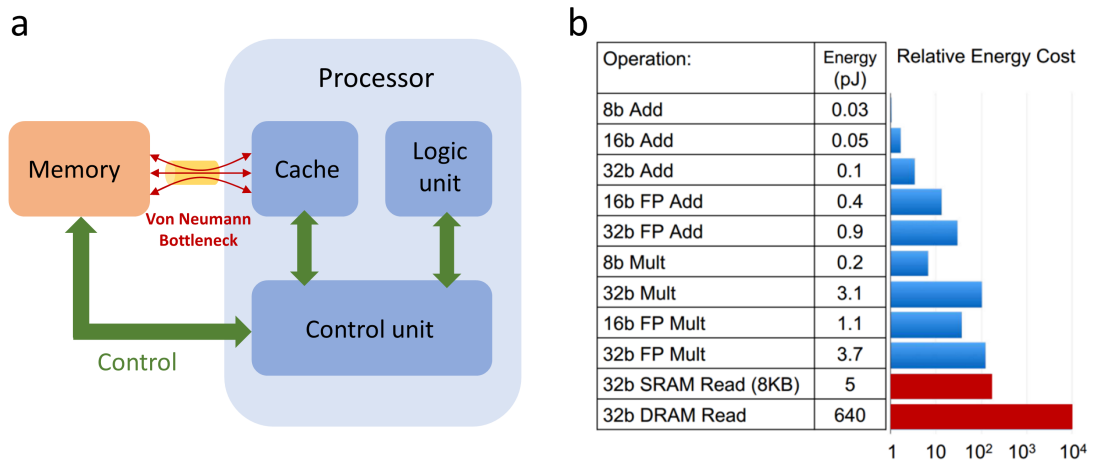 a
Processor
Memory
Cache
Logic
unit
Von Neumann
Bottleneck
Control unit
Control
b
Operation: Energy (pJ) Relative Energy Cost
8b Add 0.03
16b Add 0.05
32b Add 0.1
16b FP Add 0.4
32b FP Add 0.9
8b Mult 0.2
32b Mult 3.1
16b FP Mult 1.1
32b FP Mult 3.7
32b SRAM Read (8KB) 5
32b DRAM Read 640
1 10 10² 10³ 10⁴